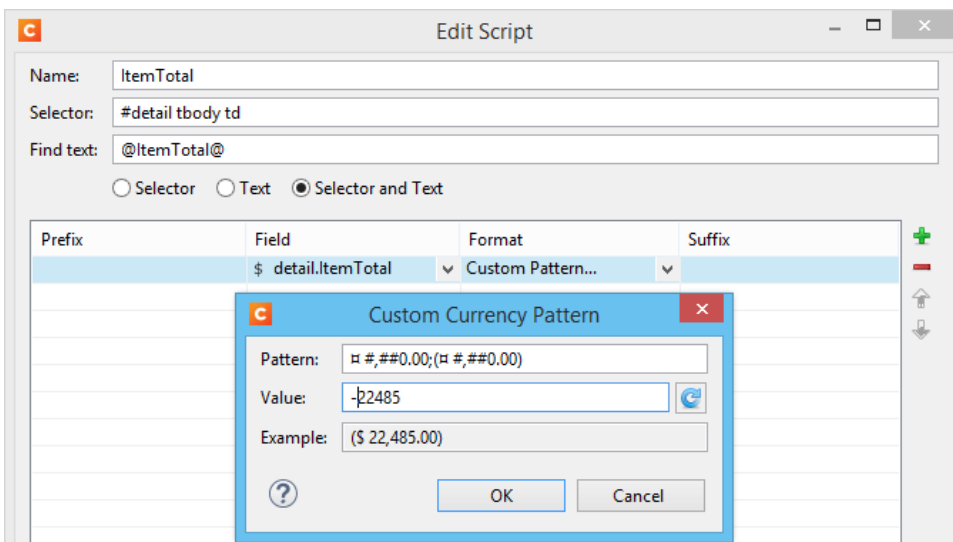 C Edit Script
Name: ItemTotal
Selector: #detail tbody td
Find text: @ItemTotal@
Selector Text Selector and Text
Prefix Field Format Suffix
$ detail.ItemTotal Custom Pattern...
C Custom Currency Pattern
Pattern: ¤ #,##0.00;(¤ #,##0.00)
Value: -22485
Example: ($ 22,485.00)
? OK Cancel